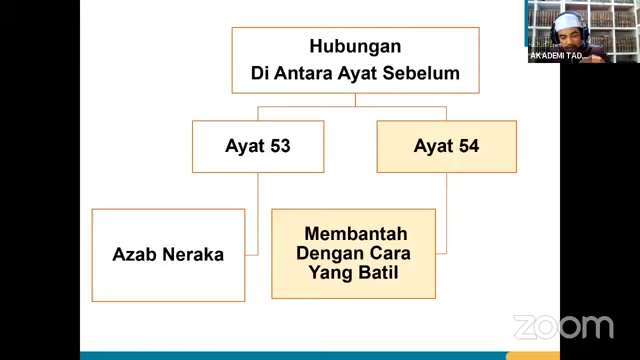 Hubungan
Di Antara Ayat Sebelum
Ayat 53
Ayat 54
Azab Neraka
Membantah
Dengan Cara
Yang Batil
AKADEMI TAD...
zoom